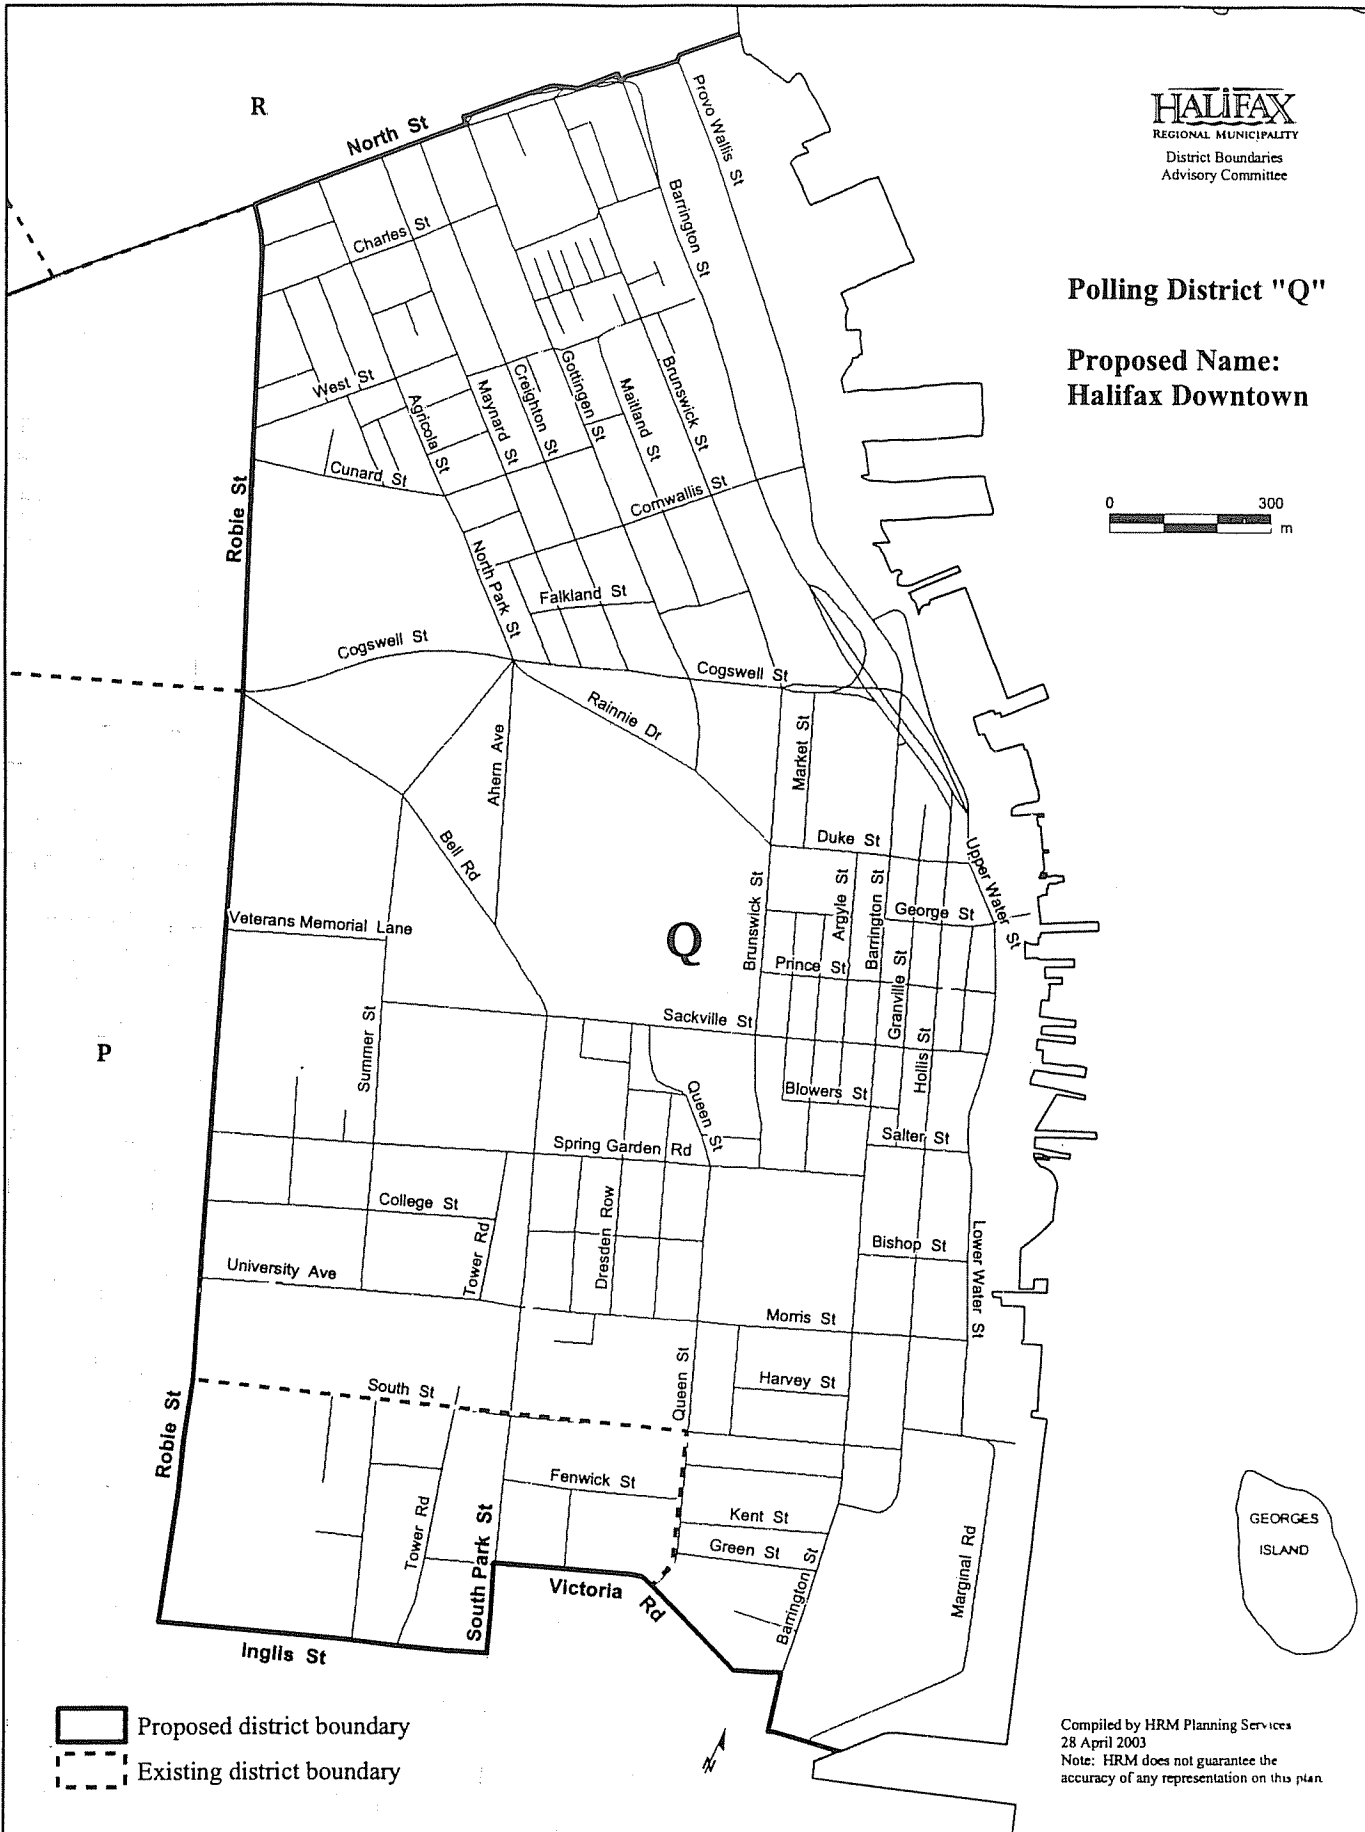 HALIFAX
REGIONAL MUNICIPALITY
District Boundaries
Advisory Committee
Polling District "Q"
Proposed Name:
Halifax Downtown
0 300
m
R
North St
Provo Wallis St
Barrington St
Charles St
West St
Agricola St
Maynard St
Creighton St
Gottingen St
Maitland St
Brunswick St
Cunard St
Cornwallis St
Robie St
North Park St
Falkland St
Cogswell St
Cogswell St
Rainnie Dr
Market St
Ahern Ave
Bell Rd
Duke St
Upper Water St
Brunswick St
Argyle St
Barrington St
George St
Veterans Memorial Lane
Q
Prince St
Granville St
Sackville St
Summer St
P
Hollis St
Blowers St
Queen St
Salter St
Spring Garden Rd
College St
Tower Rd
Dresden Row
Bishop St
Lower Water St
University Ave
Morris St
Queen St
Harvey St
South St
Robie St
Fenwick St
Tower Rd
South Park St
Kent St
Green St
Barrington St
Marginal Rd
GEORGES
ISLAND
Victoria Rd
Inglis St
Proposed district boundary
Existing district boundary
N
Compiled by HRM Planning Services
28 April 2003
Note: HRM does not guarantee the
accuracy of any representation on this plan